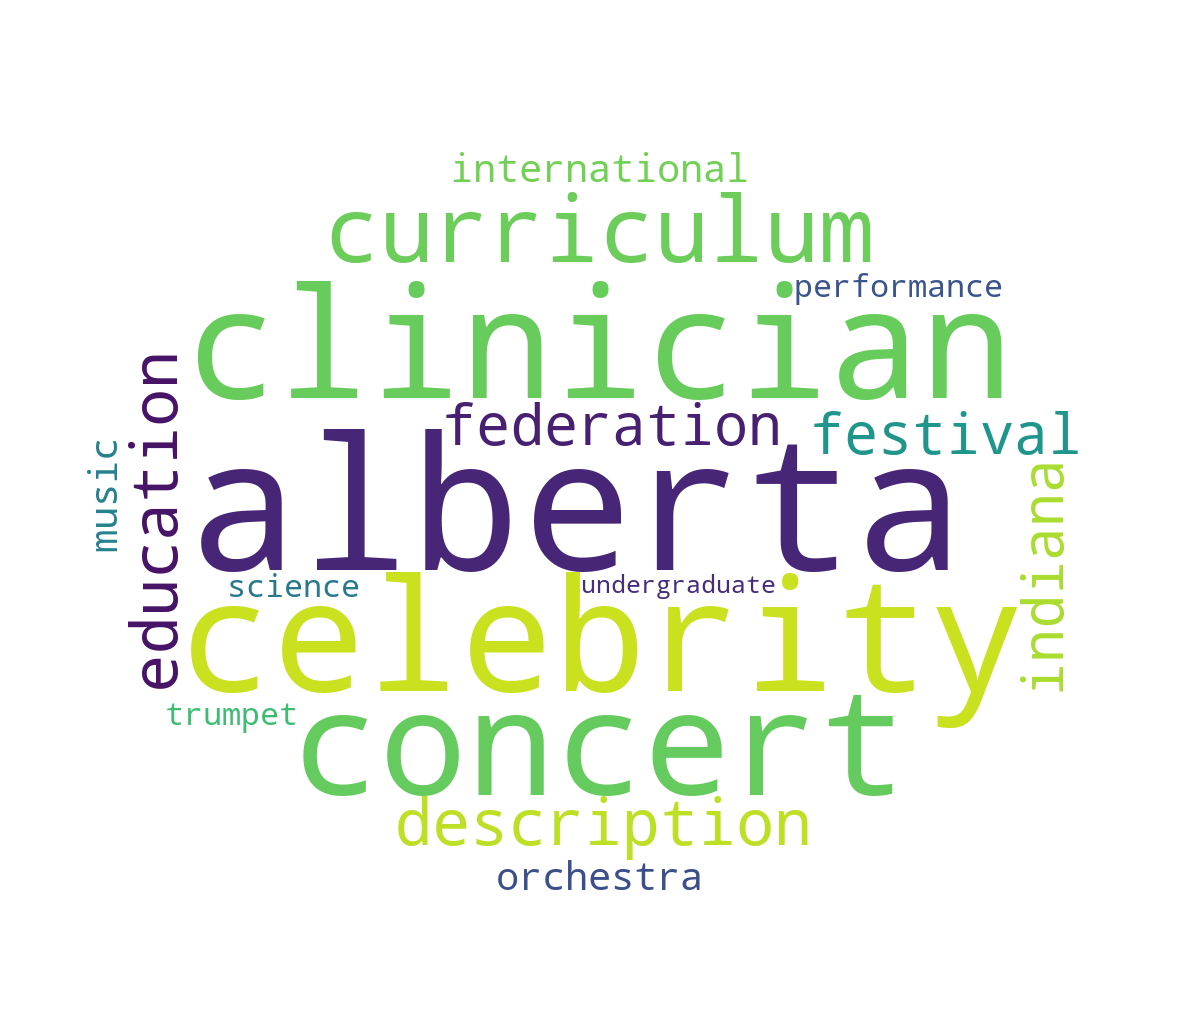 international
curriculum
performance
clinician
education
federation
festival
music
alberta
indiana
science
undergraduate
celebrity
trumpet
concert
description
orchestra